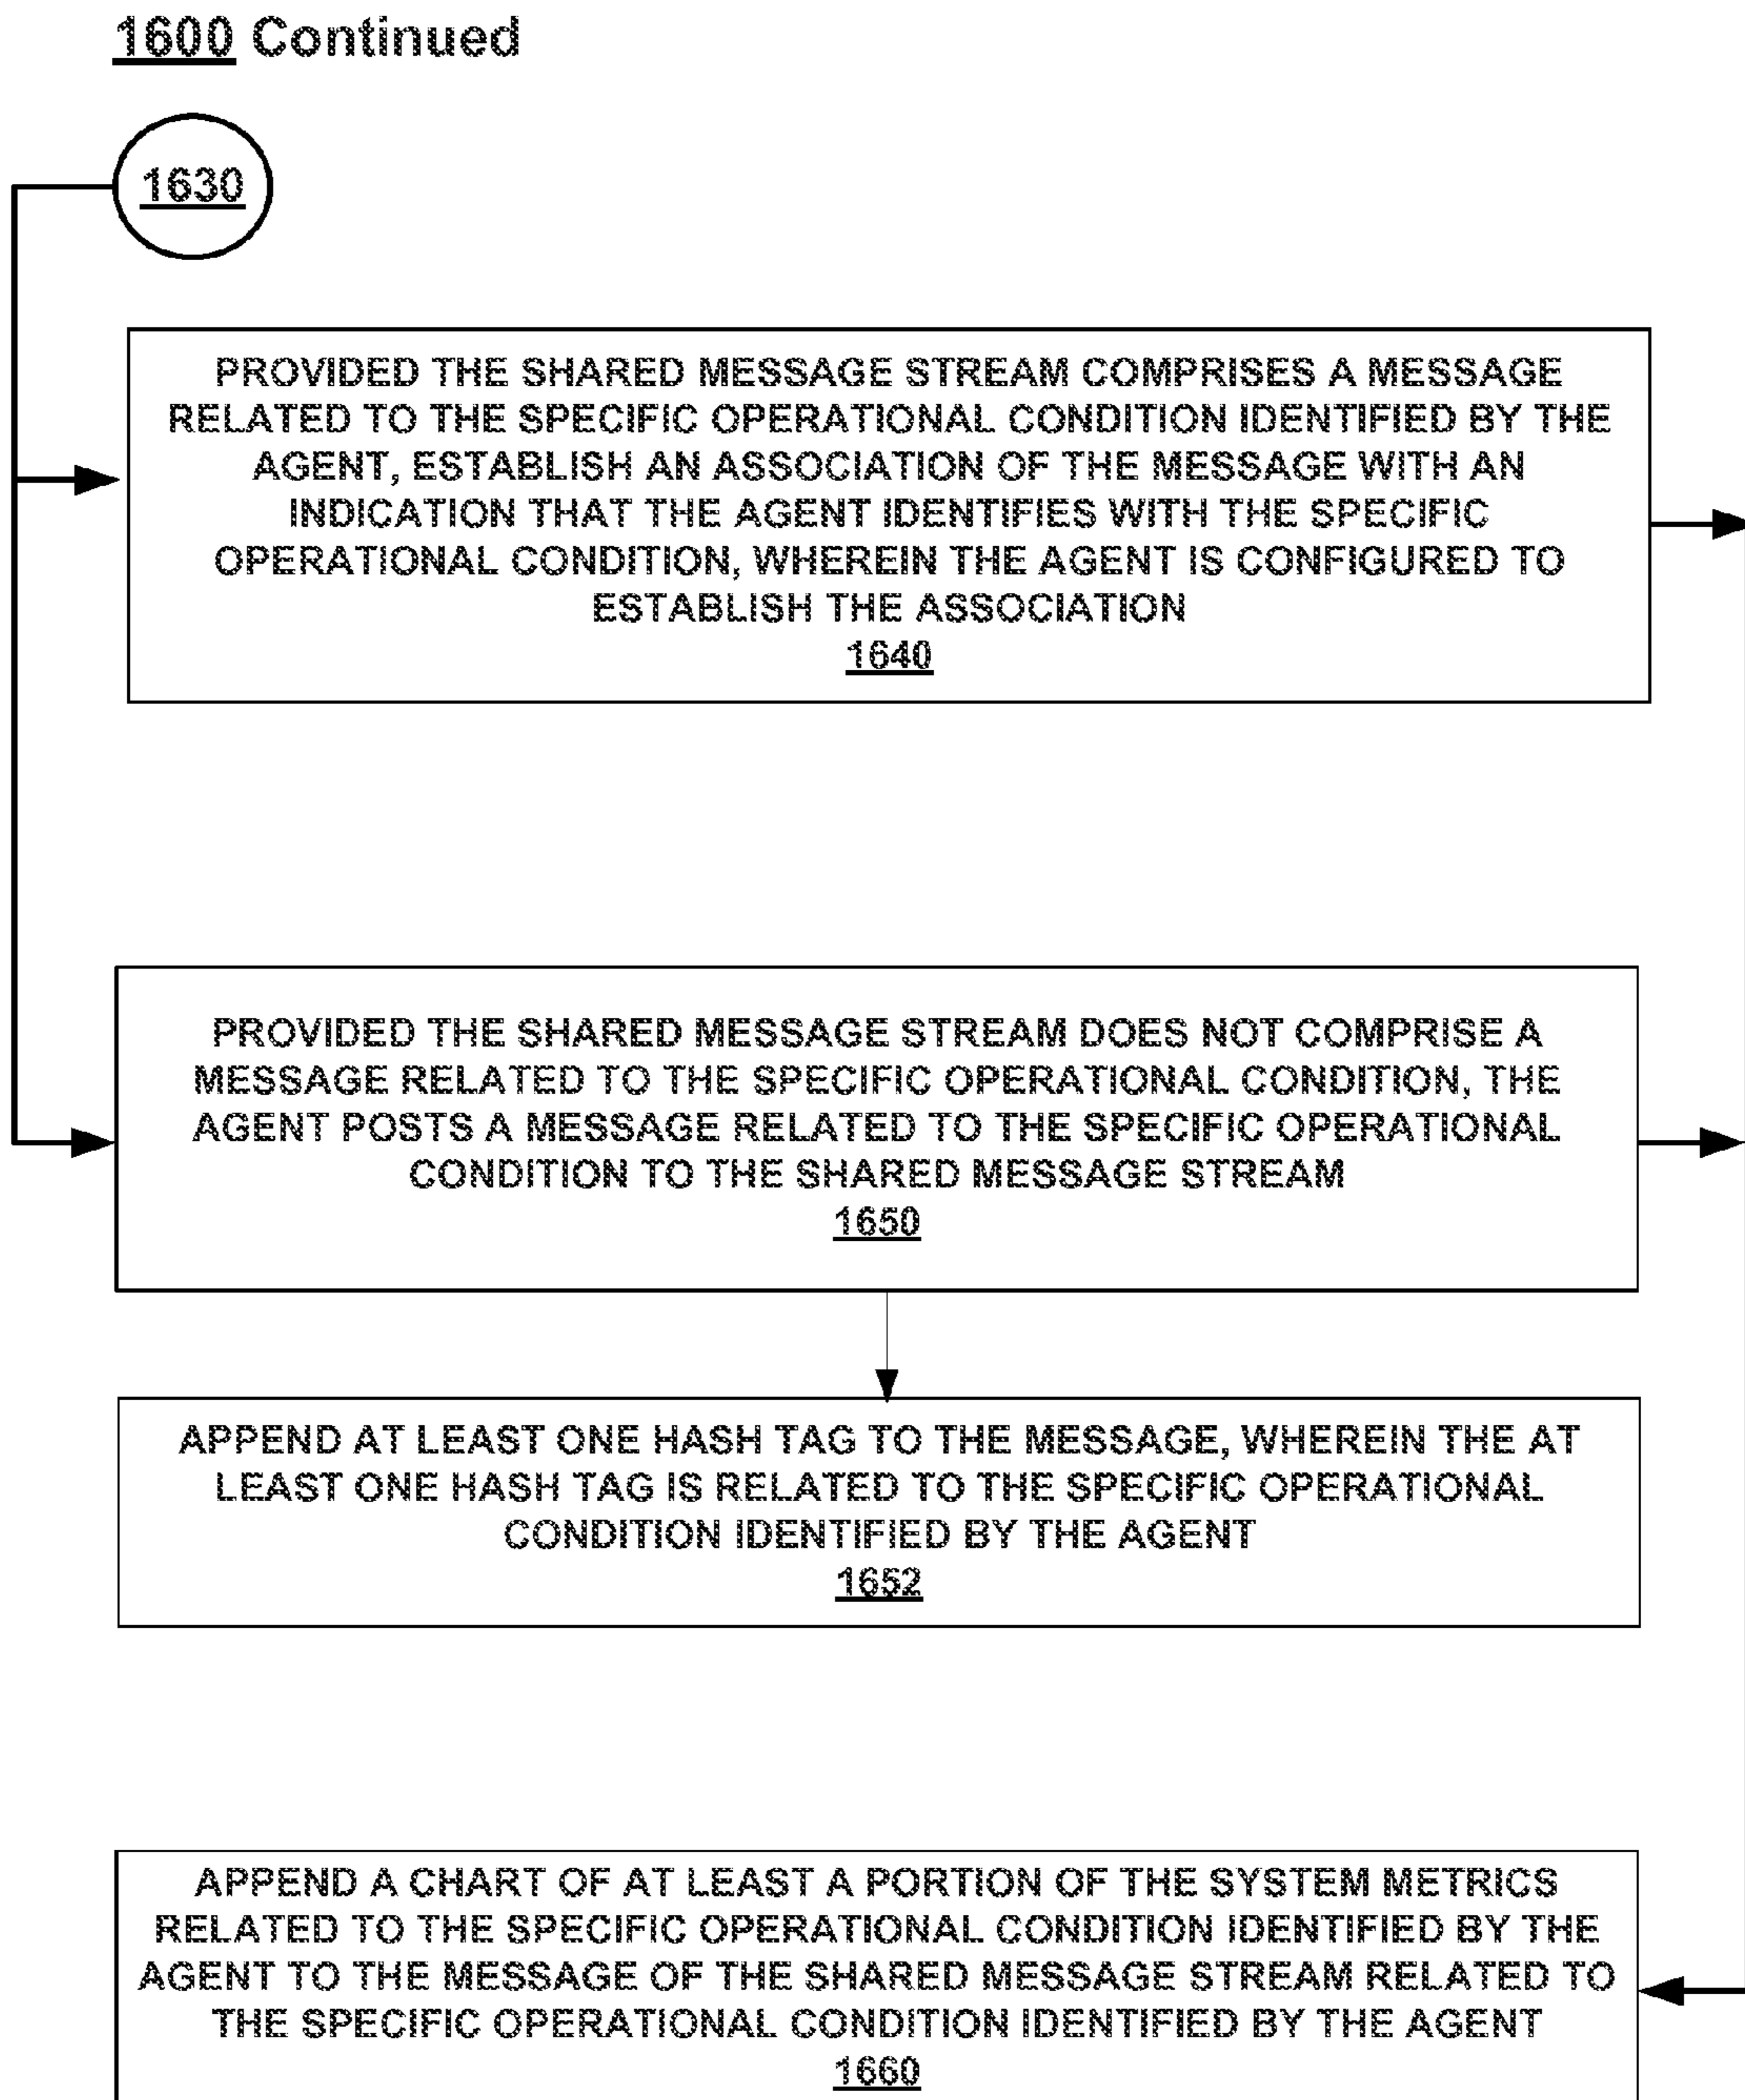 1600 Continued
1630
PROVIDED THE SHARED MESSAGE STREAM COMPRISES A MESSAGE
RELATED TO THE SPECIFIC OPERATIONAL CONDITION IDENTIFIED BY THE
AGENT, ESTABLISH AN ASSOCIATION OF THE MESSAGE WITH AN
INDICATION THAT THE AGENT IDENTIFIES WITH THE SPECIFIC
OPERATIONAL CONDITION, WHEREIN THE AGENT IS CONFIGURED TO
ESTABLISH THE ASSOCIATION
1640
PROVIDED THE SHARED MESSAGE STREAM DOES NOT COMPRISE A
MESSAGE RELATED TO THE SPECIFIC OPERATIONAL CONDITION, THE
AGENT POSTS A MESSAGE RELATED TO THE SPECIFIC OPERATIONAL
CONDITION TO THE SHARED MESSAGE STREAM
1650
APPEND AT LEAST ONE HASH TAG TO THE MESSAGE, WHEREIN THE AT
LEAST ONE HASH TAG IS RELATED TO THE SPECIFIC OPERATIONAL
CONDITION IDENTIFIED BY THE AGENT
1652
APPEND A CHART OF AT LEAST A PORTION OF THE SYSTEM METRICS
RELATED TO THE SPECIFIC OPERATIONAL CONDITION IDENTIFIED BY THE
AGENT TO THE MESSAGE OF THE SHARED MESSAGE STREAM RELATED TO
THE SPECIFIC OPERATIONAL CONDITION IDENTIFIED BY THE AGENT
1660